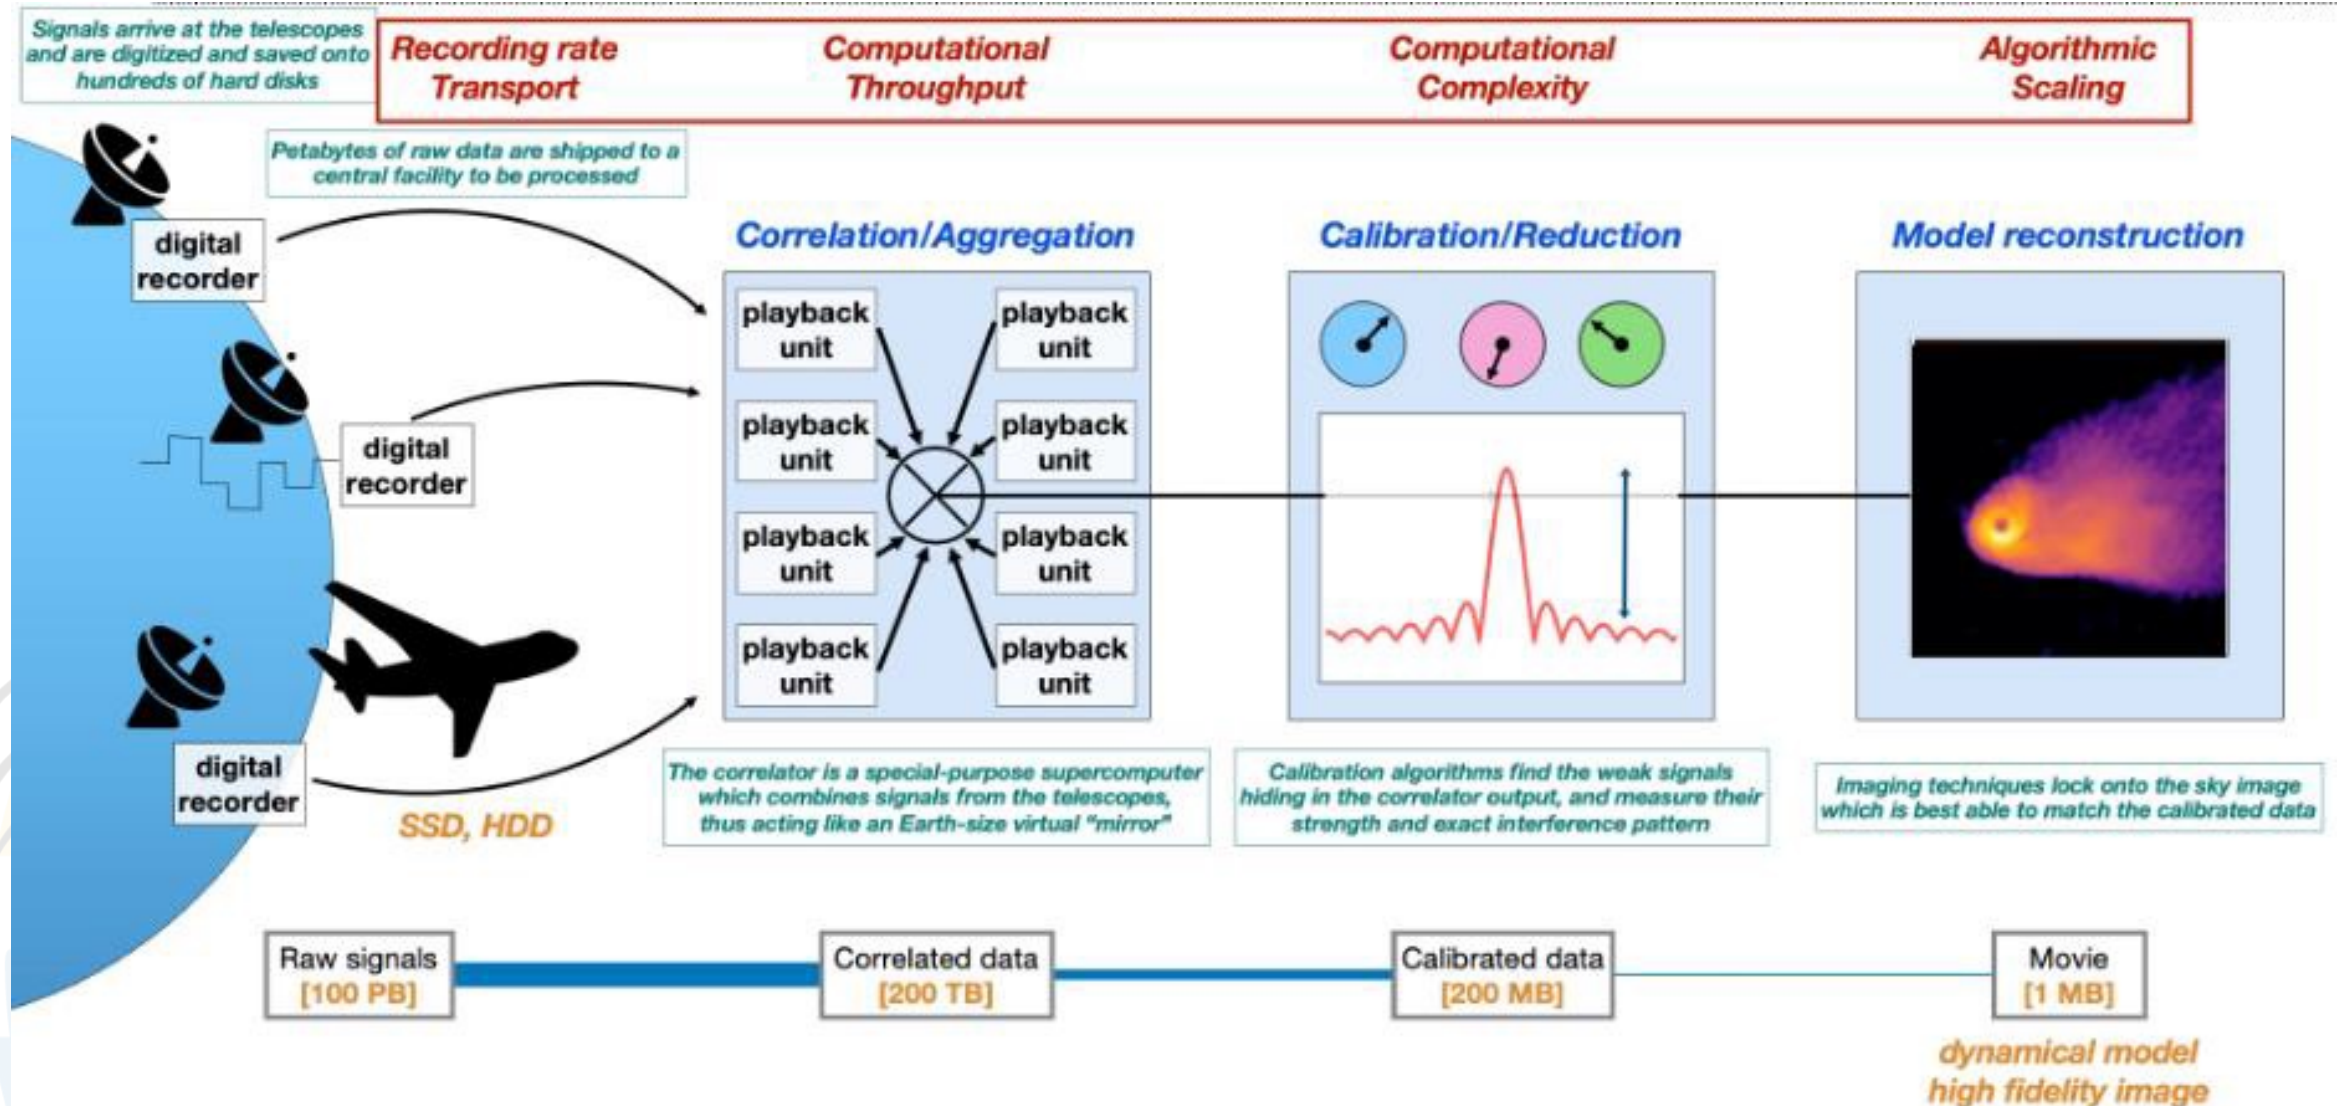 Signals arrive at the telescopes
and are digitized and saved onto
hundreds of hard disks
Recording rate
Transport
Computational
Throughput
Computational
Complexity
Algorithmic
Scaling
Petabytes of raw data are shipped to a
central facility to be processed
digital
recorder
digital
recorder
digital
recorder
SSD, HDD
Correlation/Aggregation
playback
unit
playback
unit
playback
unit
playback
unit
playback
unit
playback
unit
playback
unit
playback
unit
The correlator is a special-purpose supercomputer
which combines signals from the telescopes,
thus acting like an Earth-size virtual "mirror"
Calibration/Reduction
Calibration algorithms find the weak signals
hiding in the correlator output, and measure their
strength and exact interference pattern
Model reconstruction
Imaging techniques lock onto the sky image
which is best able to match the calibrated data
Raw signals
[100 PB]
Correlated data
[200 TB]
Calibrated data
[200 MB]
Movie
[1 MB]
dynamical model
high fidelity image